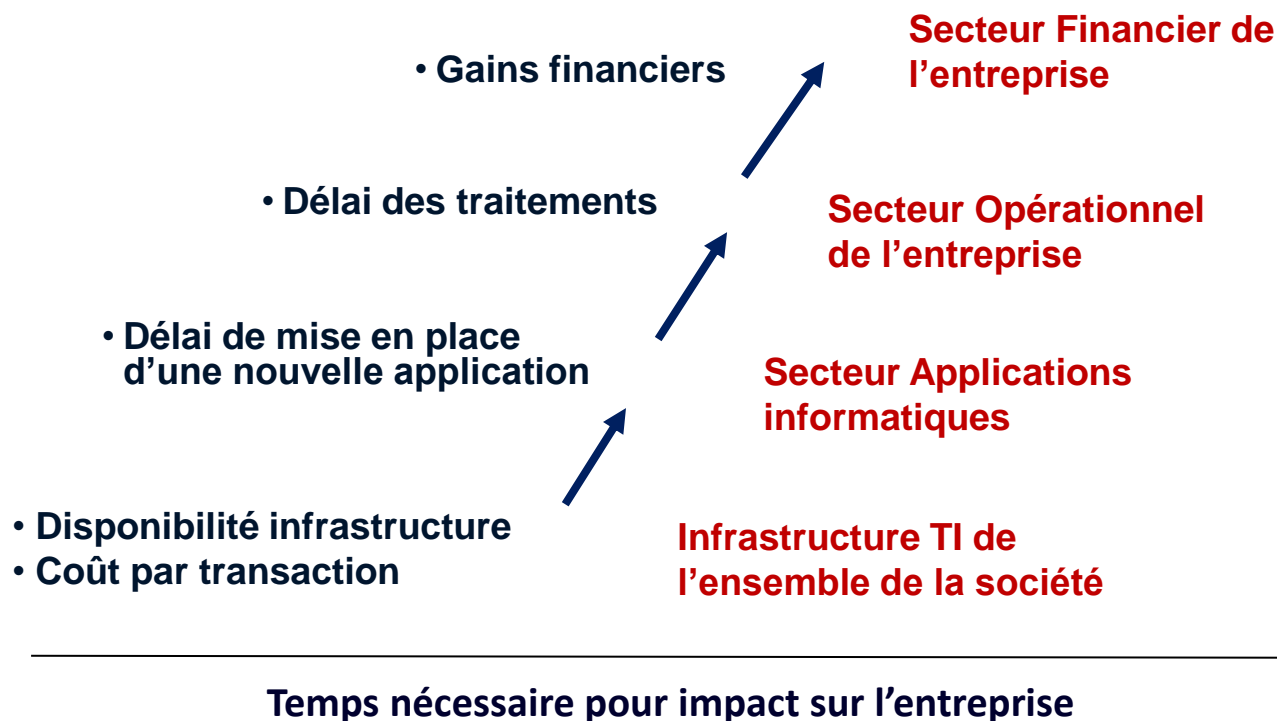 Secteur Financier de
l’entreprise
• Gains financiers
• Délai des traitements
Secteur Opérationnel
de l’entreprise
• Délai de mise en place
d’une nouvelle application
Secteur Applications
informatiques
• Disponibilité infrastructure
• Coût par transaction
Infrastructure TI de
l’ensemble de la société
Temps nécessaire pour impact sur l’entreprise